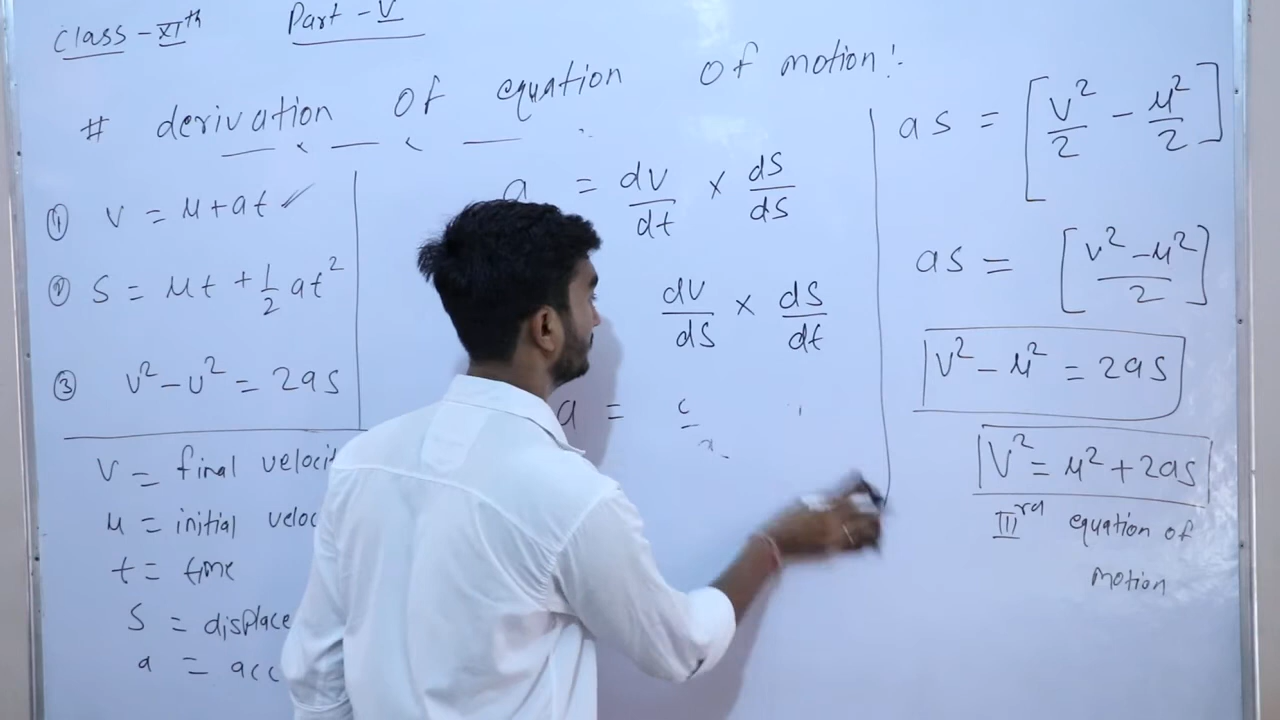 Class - XIth
Part - V
# derivation of equation of motion:-
① v = u + at ✓
② s = ut + 1/2 at²
③ v² - u² = 2as
v = final velocit
u = initial veloc
t = time
s = displace
a = acc
a = dv/dt × ds/ds
dv/ds × ds/dt
a =
as = [v²/2 - u²/2]
as = [(v² - u²)/2]
v² - u² = 2as
v² = u² + 2as
IIIrd equation of
motion